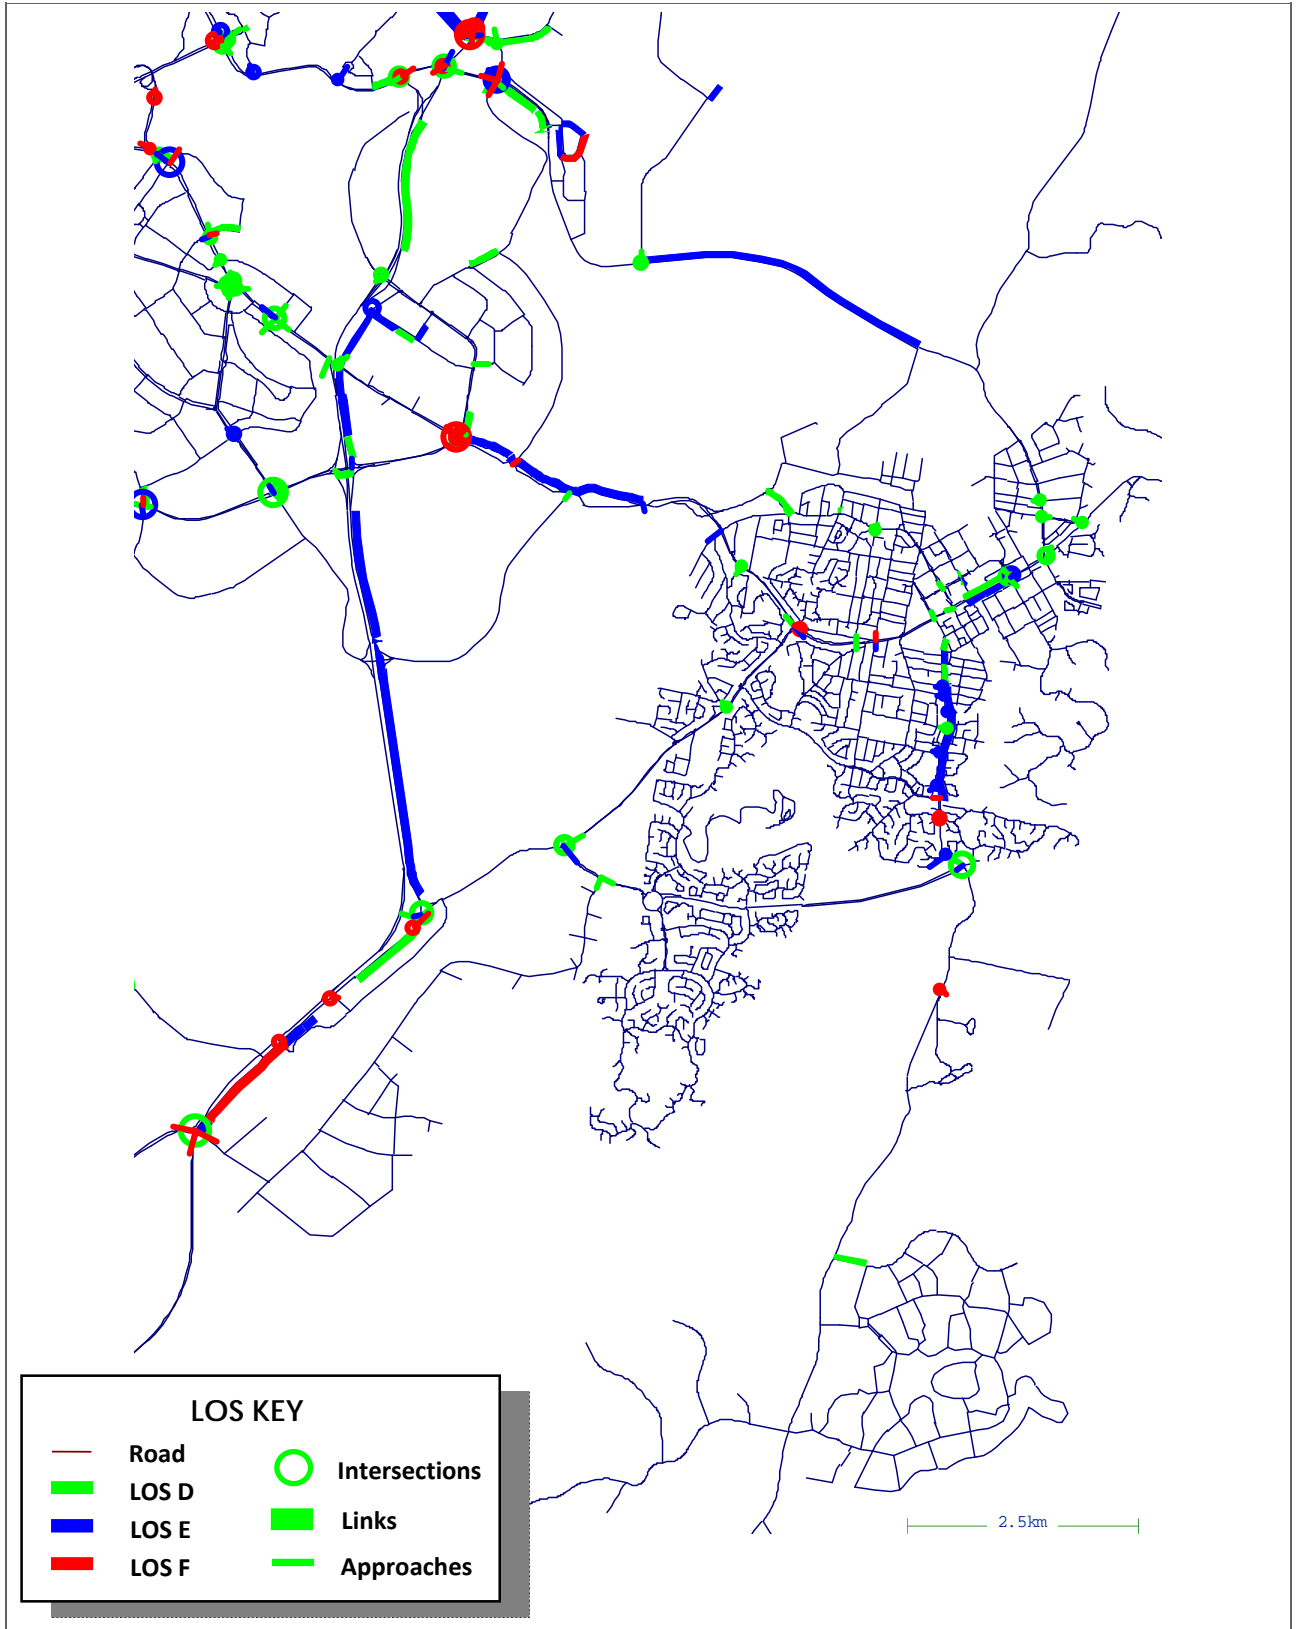 LOS KEY
Road
LOS D
LOS E
LOS F
Intersections
Links
Approaches
2.5km